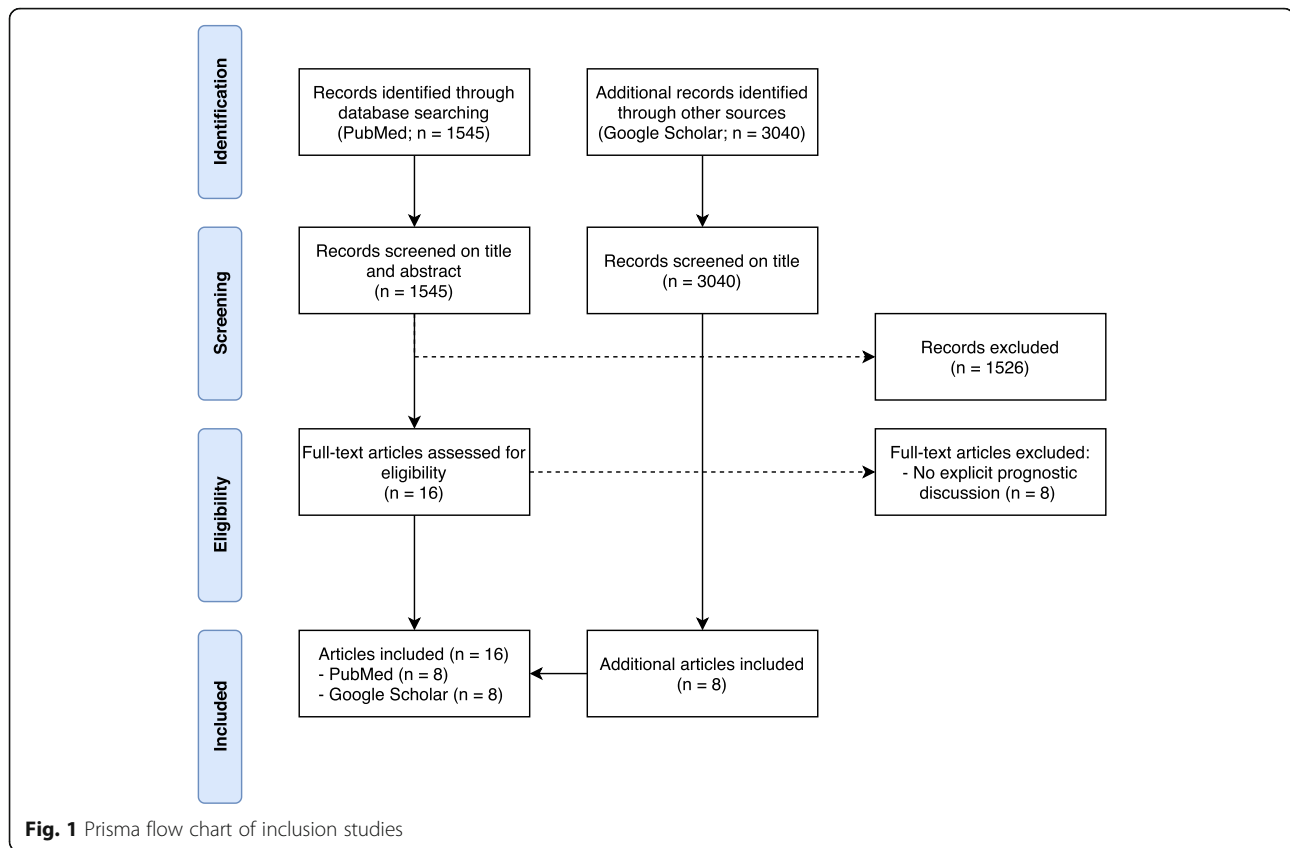 Identification
Records identified through
database searching
(PubMed; n = 1545)
Additional records identified
through other sources
(Google Scholar; n = 3040)
Screening
Records screened on title
and abstract
(n = 1545)
Records screened on title
(n = 3040)
Records excluded
(n = 1526)
Eligibility
Full-text articles assessed for
eligibility
(n = 16)
Full-text articles excluded:
- No explicit prognostic
discussion (n = 8)
Included
Articles included (n = 16)
- PubMed (n = 8)
- Google Scholar (n = 8)
Additional articles included
(n = 8)
Fig. 1 Prisma flow chart of inclusion studies